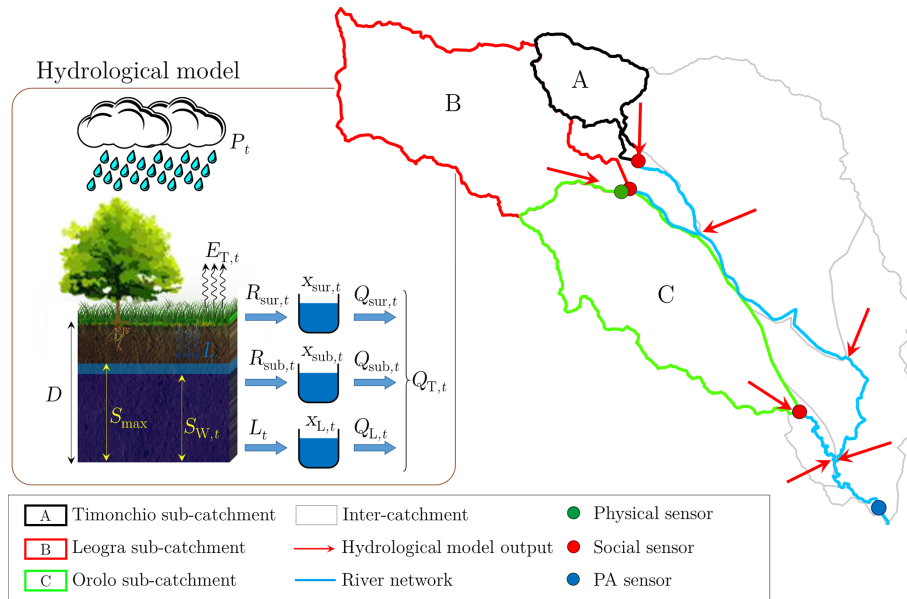 Hydrological model
P_t
E_T,t
I_t
D
S_max
S_W,t
R_sur,t
x_sur,t
Q_sur,t
R_sub,t
x_sub,t
Q_sub,t
Q_T,t
L_t
x_L,t
Q_L,t
A
B
C
A Timonchio sub-catchment
Inter-catchment
Physical sensor
B Leogra sub-catchment
Hydrological model output
Social sensor
C Orolo sub-catchment
River network
PA sensor